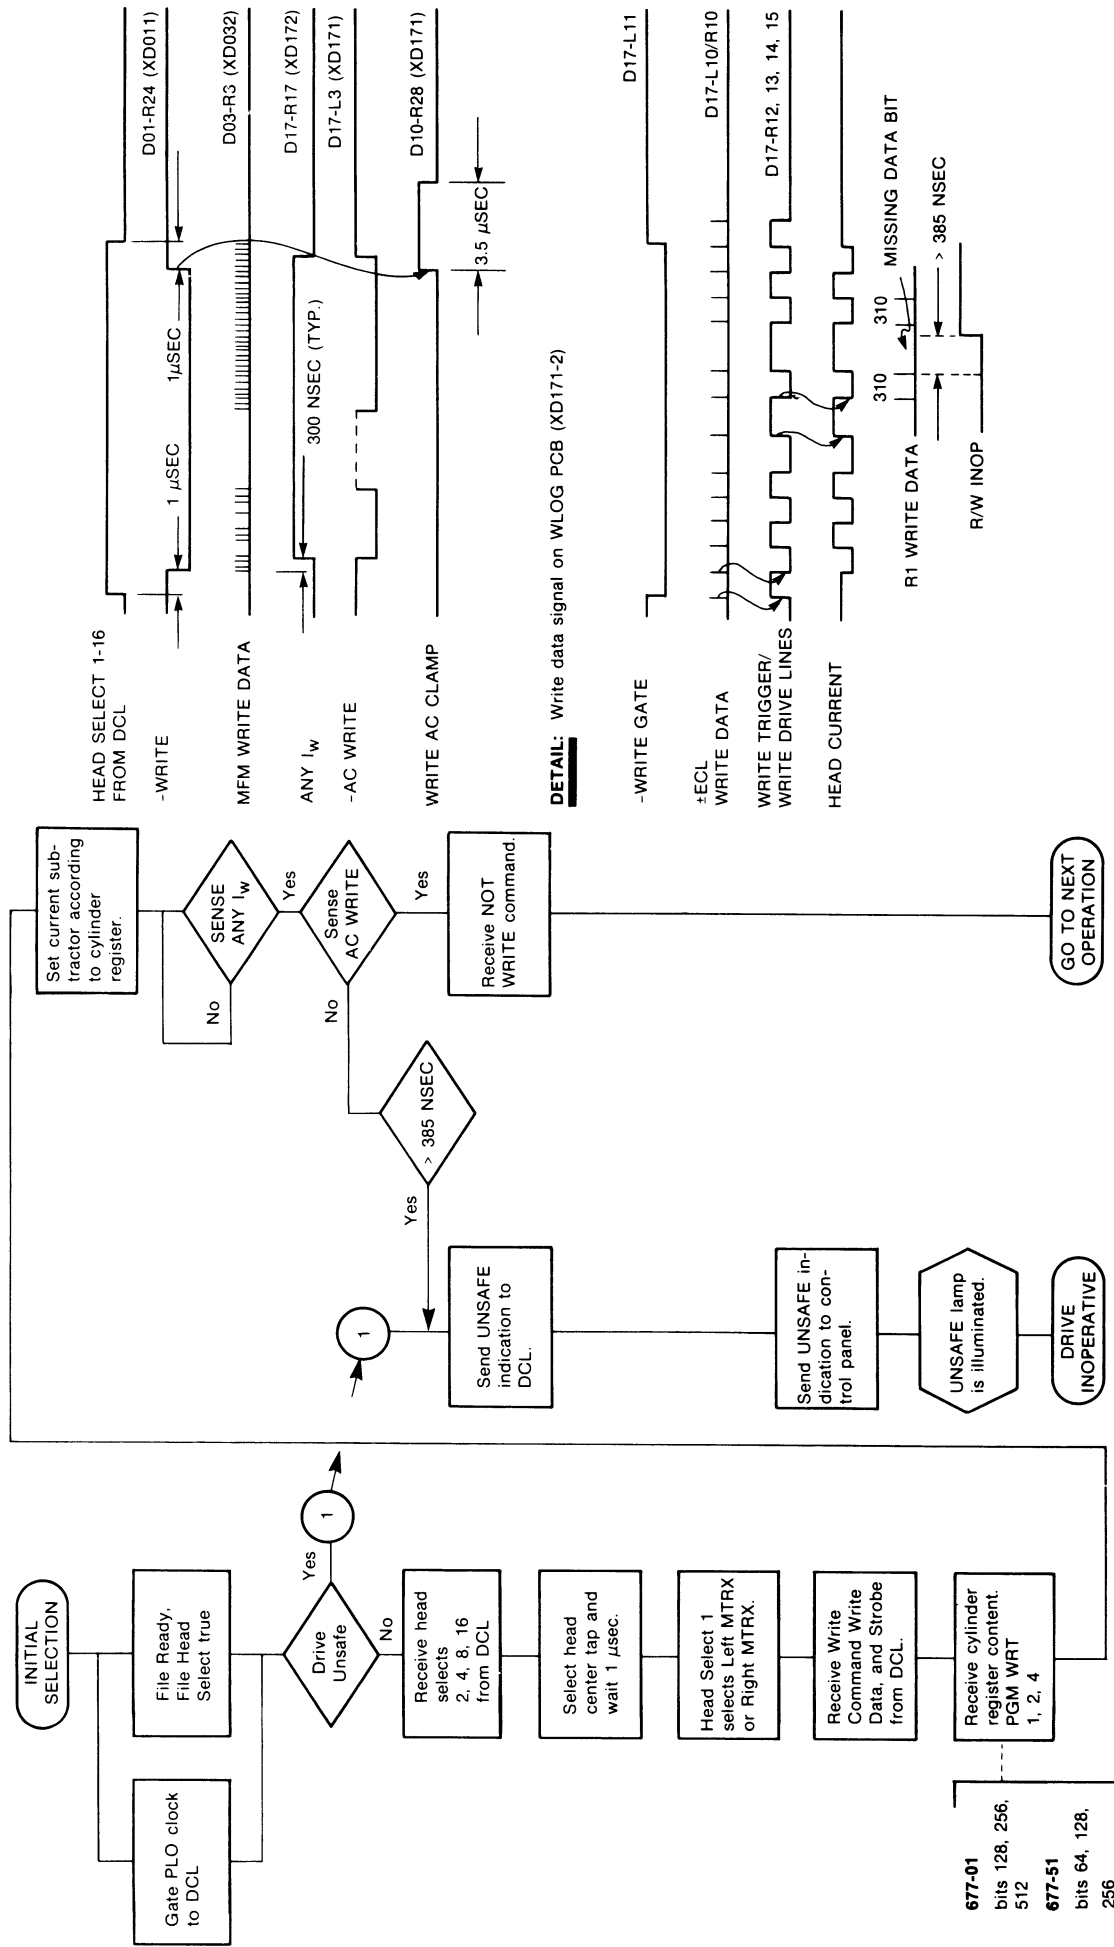 INITIAL
SELECTION
Gate PLO clock
to DCL
File Ready,
File Head
Select true
Drive
Unsafe
Yes
1
No
Receive head
selects
2, 4, 8, 16
from DCL
Select head
center tap and
wait 1 μsec.
Head Select 1
selects Left MTRX
or Right MTRX.
Receive Write
Command Write
Data, and Strobe
from DCL.
Receive cylinder
register content.
PGM WRT
1, 2, 4
677-01
bits 128, 256,
512
677-51
bits 64, 128,
256
Set current sub-
tractor according
to cylinder
register.
SENSE
ANY Iw
No
Yes
Sense
AC WRITE
No
Yes
> 385 NSEC
Yes
Receive NOT
WRITE command.
GO TO NEXT
OPERATION
1
Send UNSAFE
indication to
DCL.
Send UNSAFE in-
dication to con-
trol panel.
UNSAFE lamp
is illuminated.
DRIVE
INOPERATIVE
HEAD SELECT 1-16
FROM DCL
-WRITE
1 μSEC
1μSEC
D01-R24 (XD011)
MFM WRITE DATA
D03-R3 (XD032)
ANY Iw
300 NSEC (TYP.)
D17-R17 (XD172)
-AC WRITE
D17-L3 (XD171)
WRITE AC CLAMP
D10-R28 (XD171)
3.5 μSEC
DETAIL: Write data signal on WLOG PCB (XD171-2)
-WRITE GATE
D17-L11
±ECL
WRITE DATA
D17-L10/R10
WRITE TRIGGER/
WRITE DRIVE LINES
D17-R12, 13, 14, 15
HEAD CURRENT
310
310
MISSING DATA BIT
R1 WRITE DATA
> 385 NSEC
R/W INOP